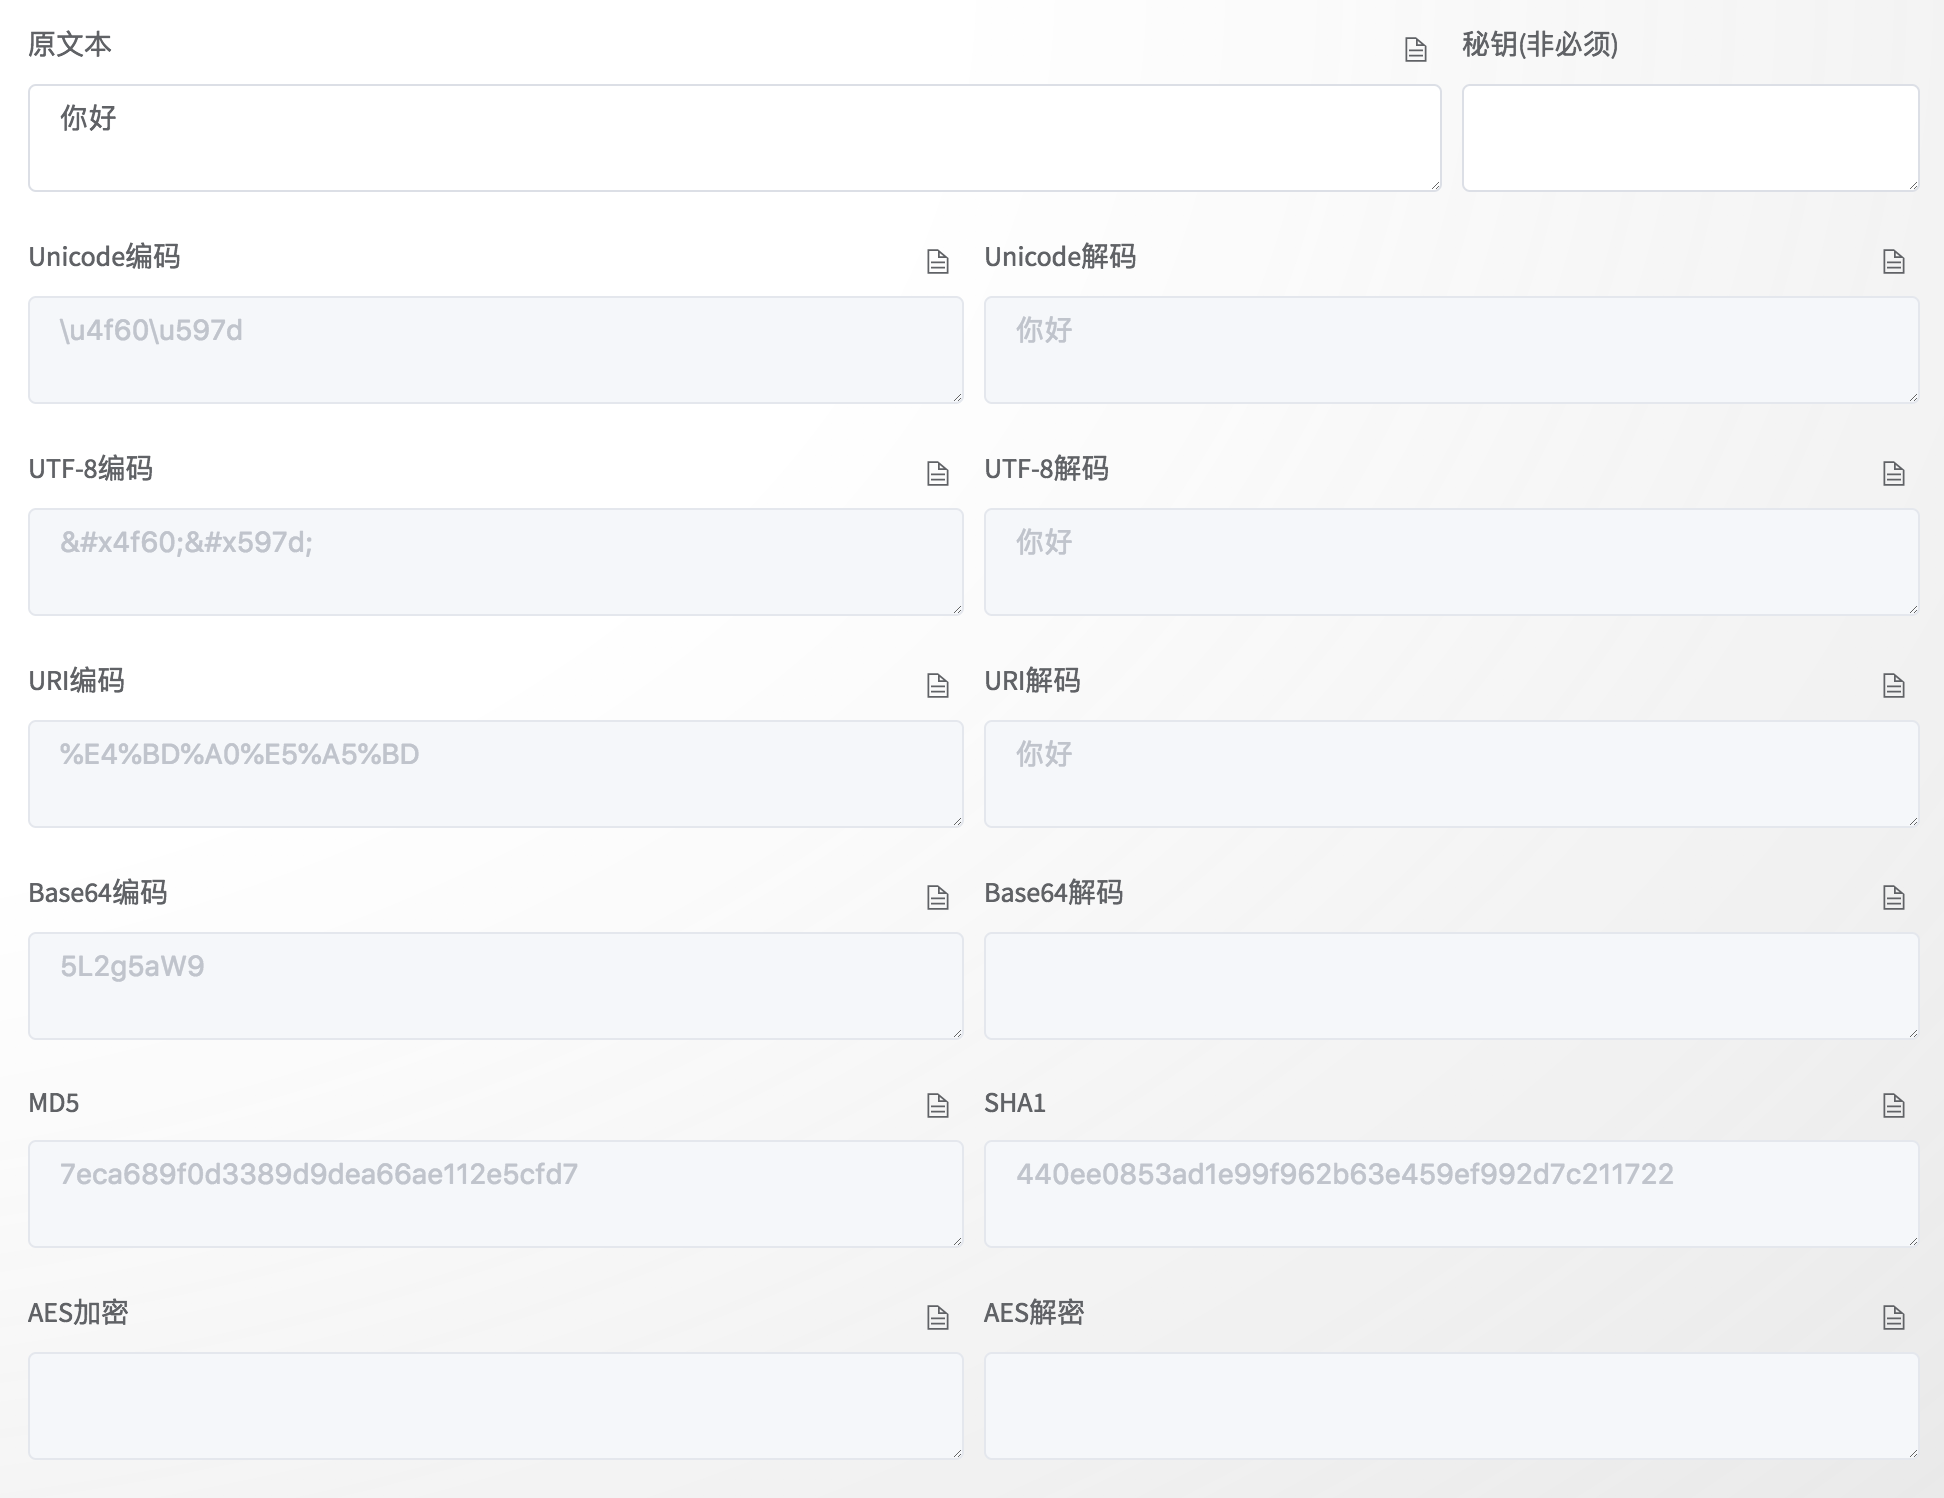 原文本
秘钥(非必须)
你好
Unicode编码
Unicode解码
\u4f60\u597d
你好
UTF-8编码
UTF-8解码
&#x4f60;&#x597d;
你好
URI编码
URI解码
%E4%BD%A0%E5%A5%BD
你好
Base64编码
Base64解码
5L2g5aW9
MD5
SHA1
7eca689f0d3389d9dea66ae112e5cfd7
440ee0853ad1e99f962b63e459ef992d7c211722
AES加密
AES解密